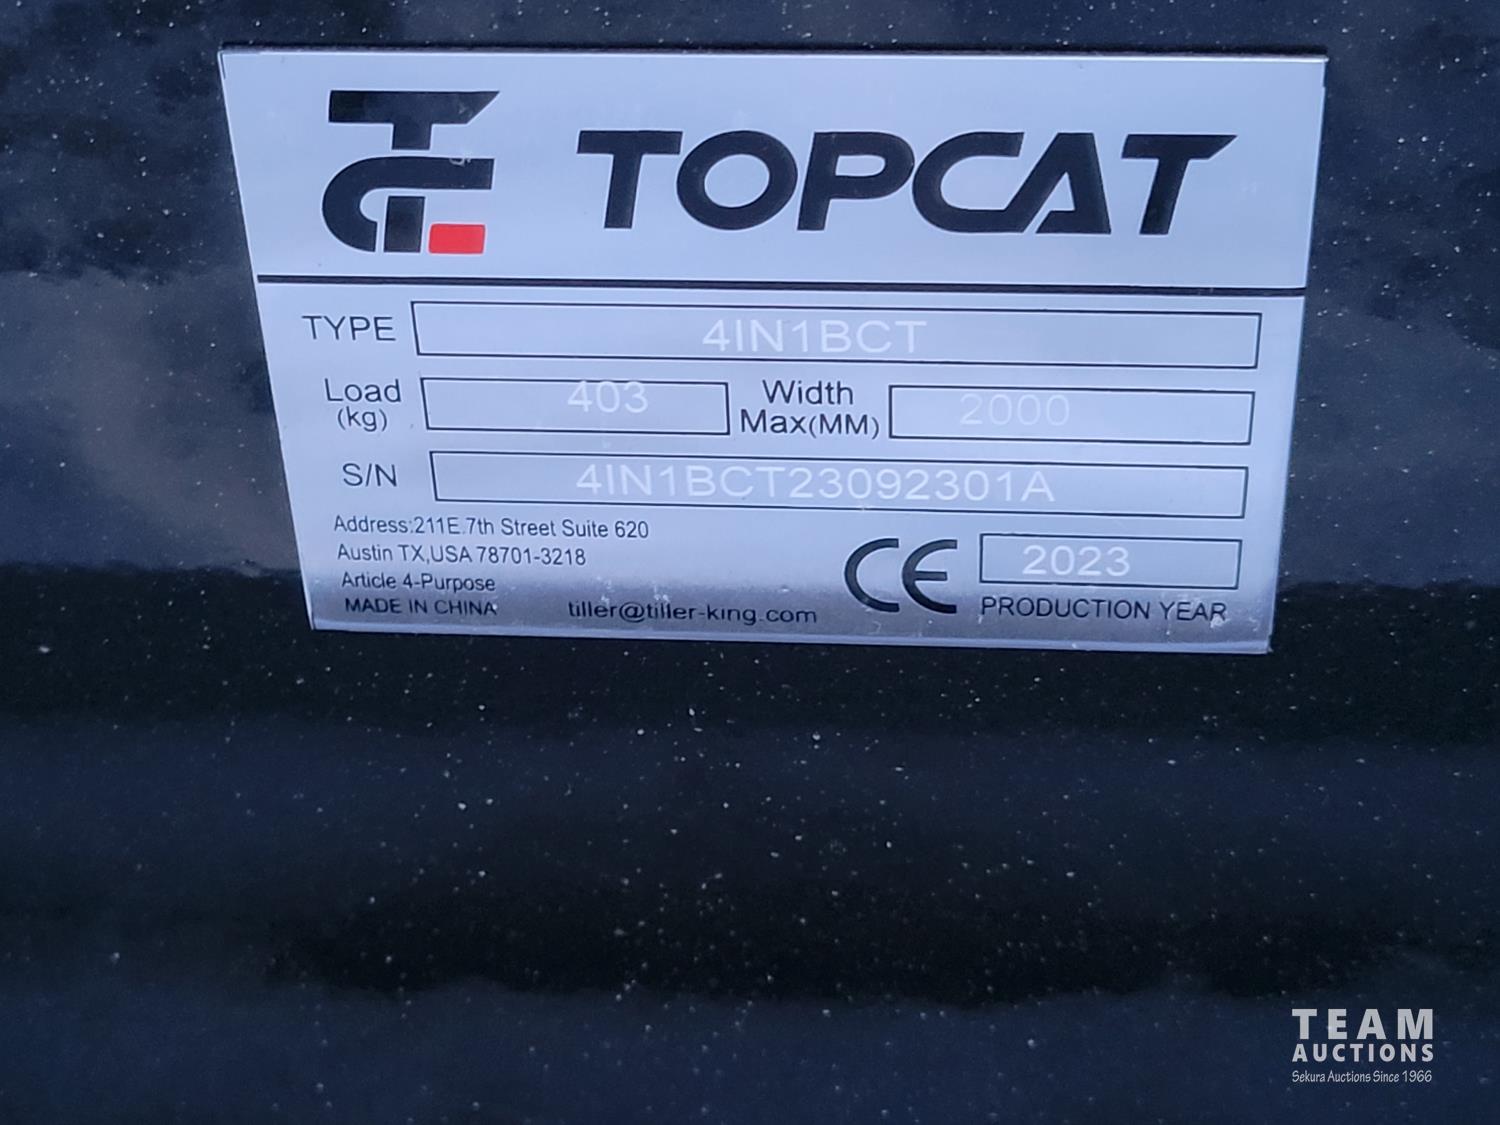 TC TOPCAT
TYPE 4IN1BCT
Load (kg) 403 Width Max(MM) 2000
S/N 4IN1BCT23092301A
Address:211E.7th Street Suite 620
Austin TX,USA 78701-3218
Article 4-Purpose
MADE IN CHINA tiller@tiller-king.com
CE 2023
PRODUCTION YEAR
TEAM
AUCTIONS
Sekura Auctions Since 1966